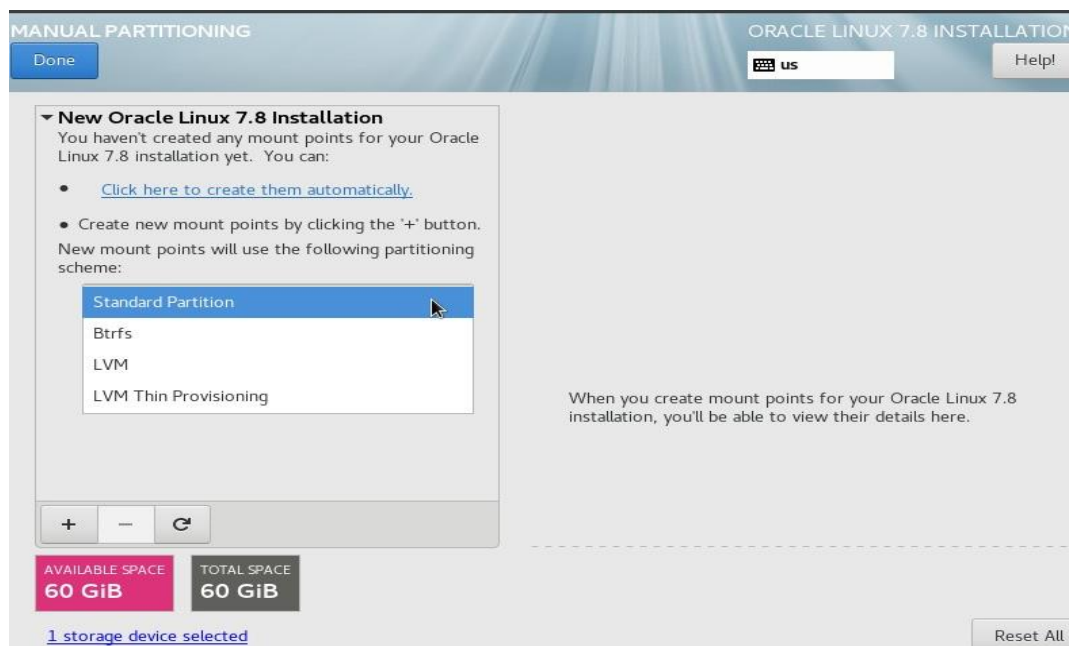 MANUAL PARTITIONING
ORACLE LINUX 7.8 INSTALLATION
Done
us
Help!
New Oracle Linux 7.8 Installation
You haven't created any mount points for your Oracle
Linux 7.8 installation yet. You can:
• Click here to create them automatically.
• Create new mount points by clicking the '+' button.
New mount points will use the following partitioning
scheme:
Standard Partition
Btrfs
LVM
LVM Thin Provisioning
When you create mount points for your Oracle Linux 7.8
installation, you'll be able to view their details here.
+ −
AVAILABLE SPACE
60 GiB
TOTAL SPACE
60 GiB
1 storage device selected
Reset All